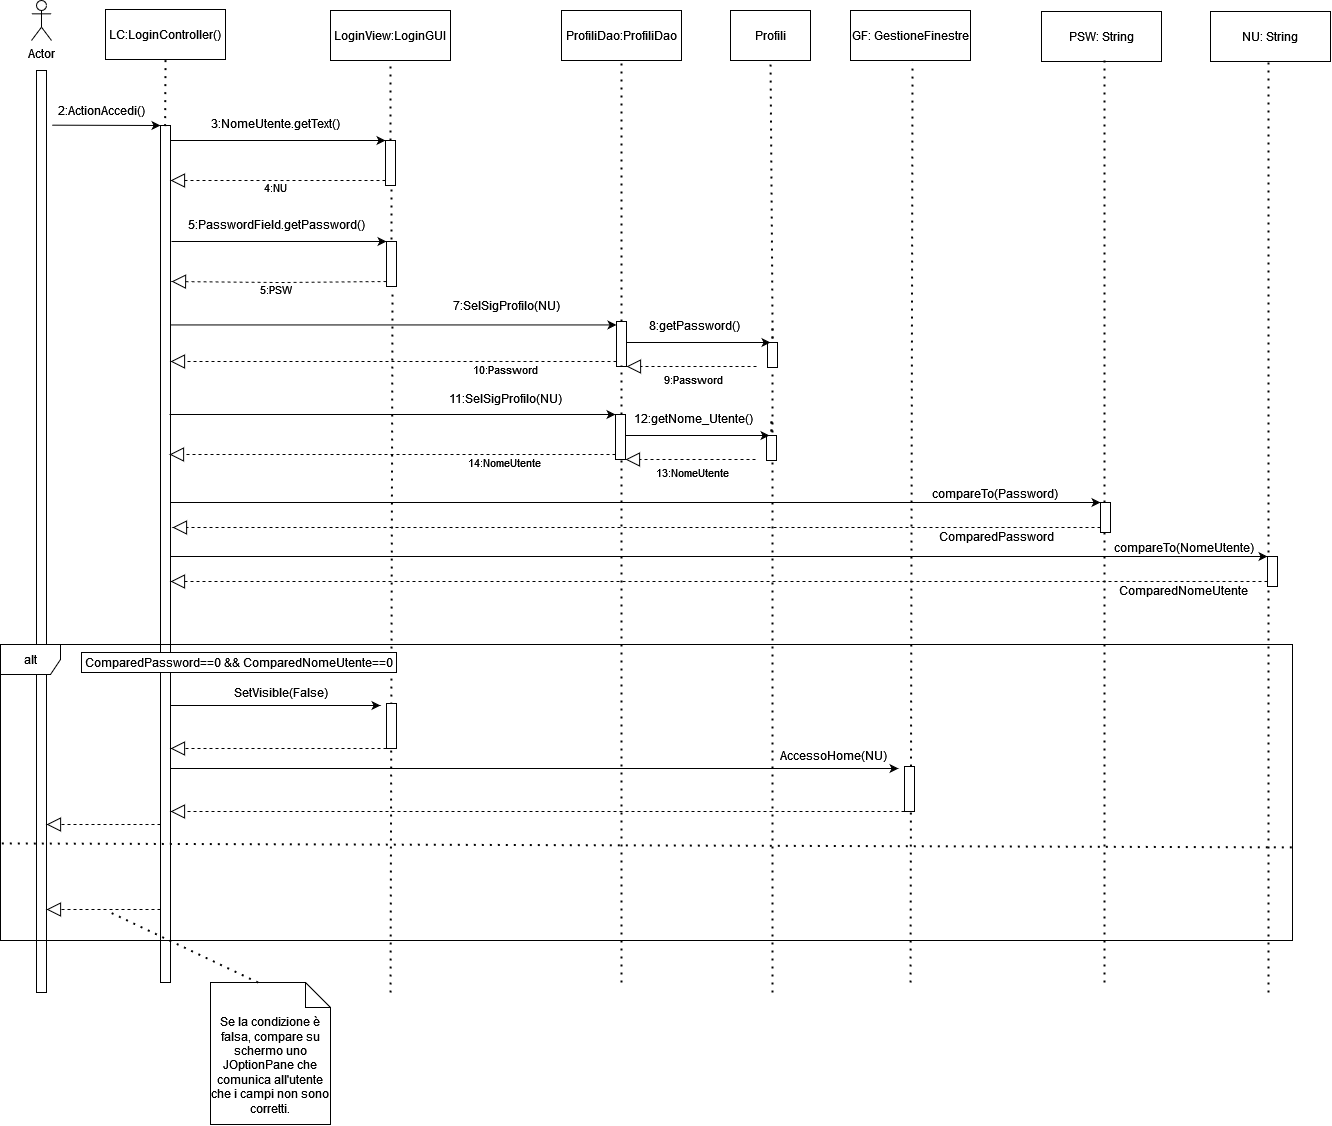 LC:LoginController()
LoginView:LoginGUI
ProfiliDao:ProfiliDao
Profili
GF: GestioneFinestre
PSW: String
NU: String
Actor
2:ActionAccedi()
3:NomeUtente.getText()
4:NU
5:PasswordField.getPassword()
5:PSW
7:SelSigProfilo(NU)
8:getPassword()
10:Password
9:Password
11:SelSigProfilo(NU)
12:getNome_Utente()
14:NomeUtente
13:NomeUtente
compareTo(Password)
ComparedPassword
compareTo(NomeUtente)
ComparedNomeUtente
alt
ComparedPassword==0 && ComparedNomeUtente==0
SetVisible(False)
AccessoHome(NU)
Se la condizione è
falsa, compare su
schermo uno
JOptionPane che
comunica all'utente
che i campi non sono
corretti.